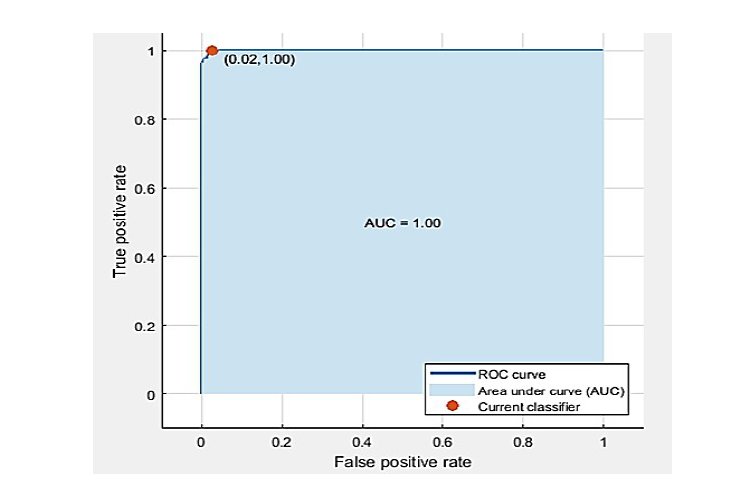 1
(0.02,1.00)
0.8
True positive rate
0.6
AUC = 1.00
0.4
0.2
ROC curve
Area under curve (AUC)
Current classifier
0
0 0.2 0.4 0.6 0.8 1
False positive rate